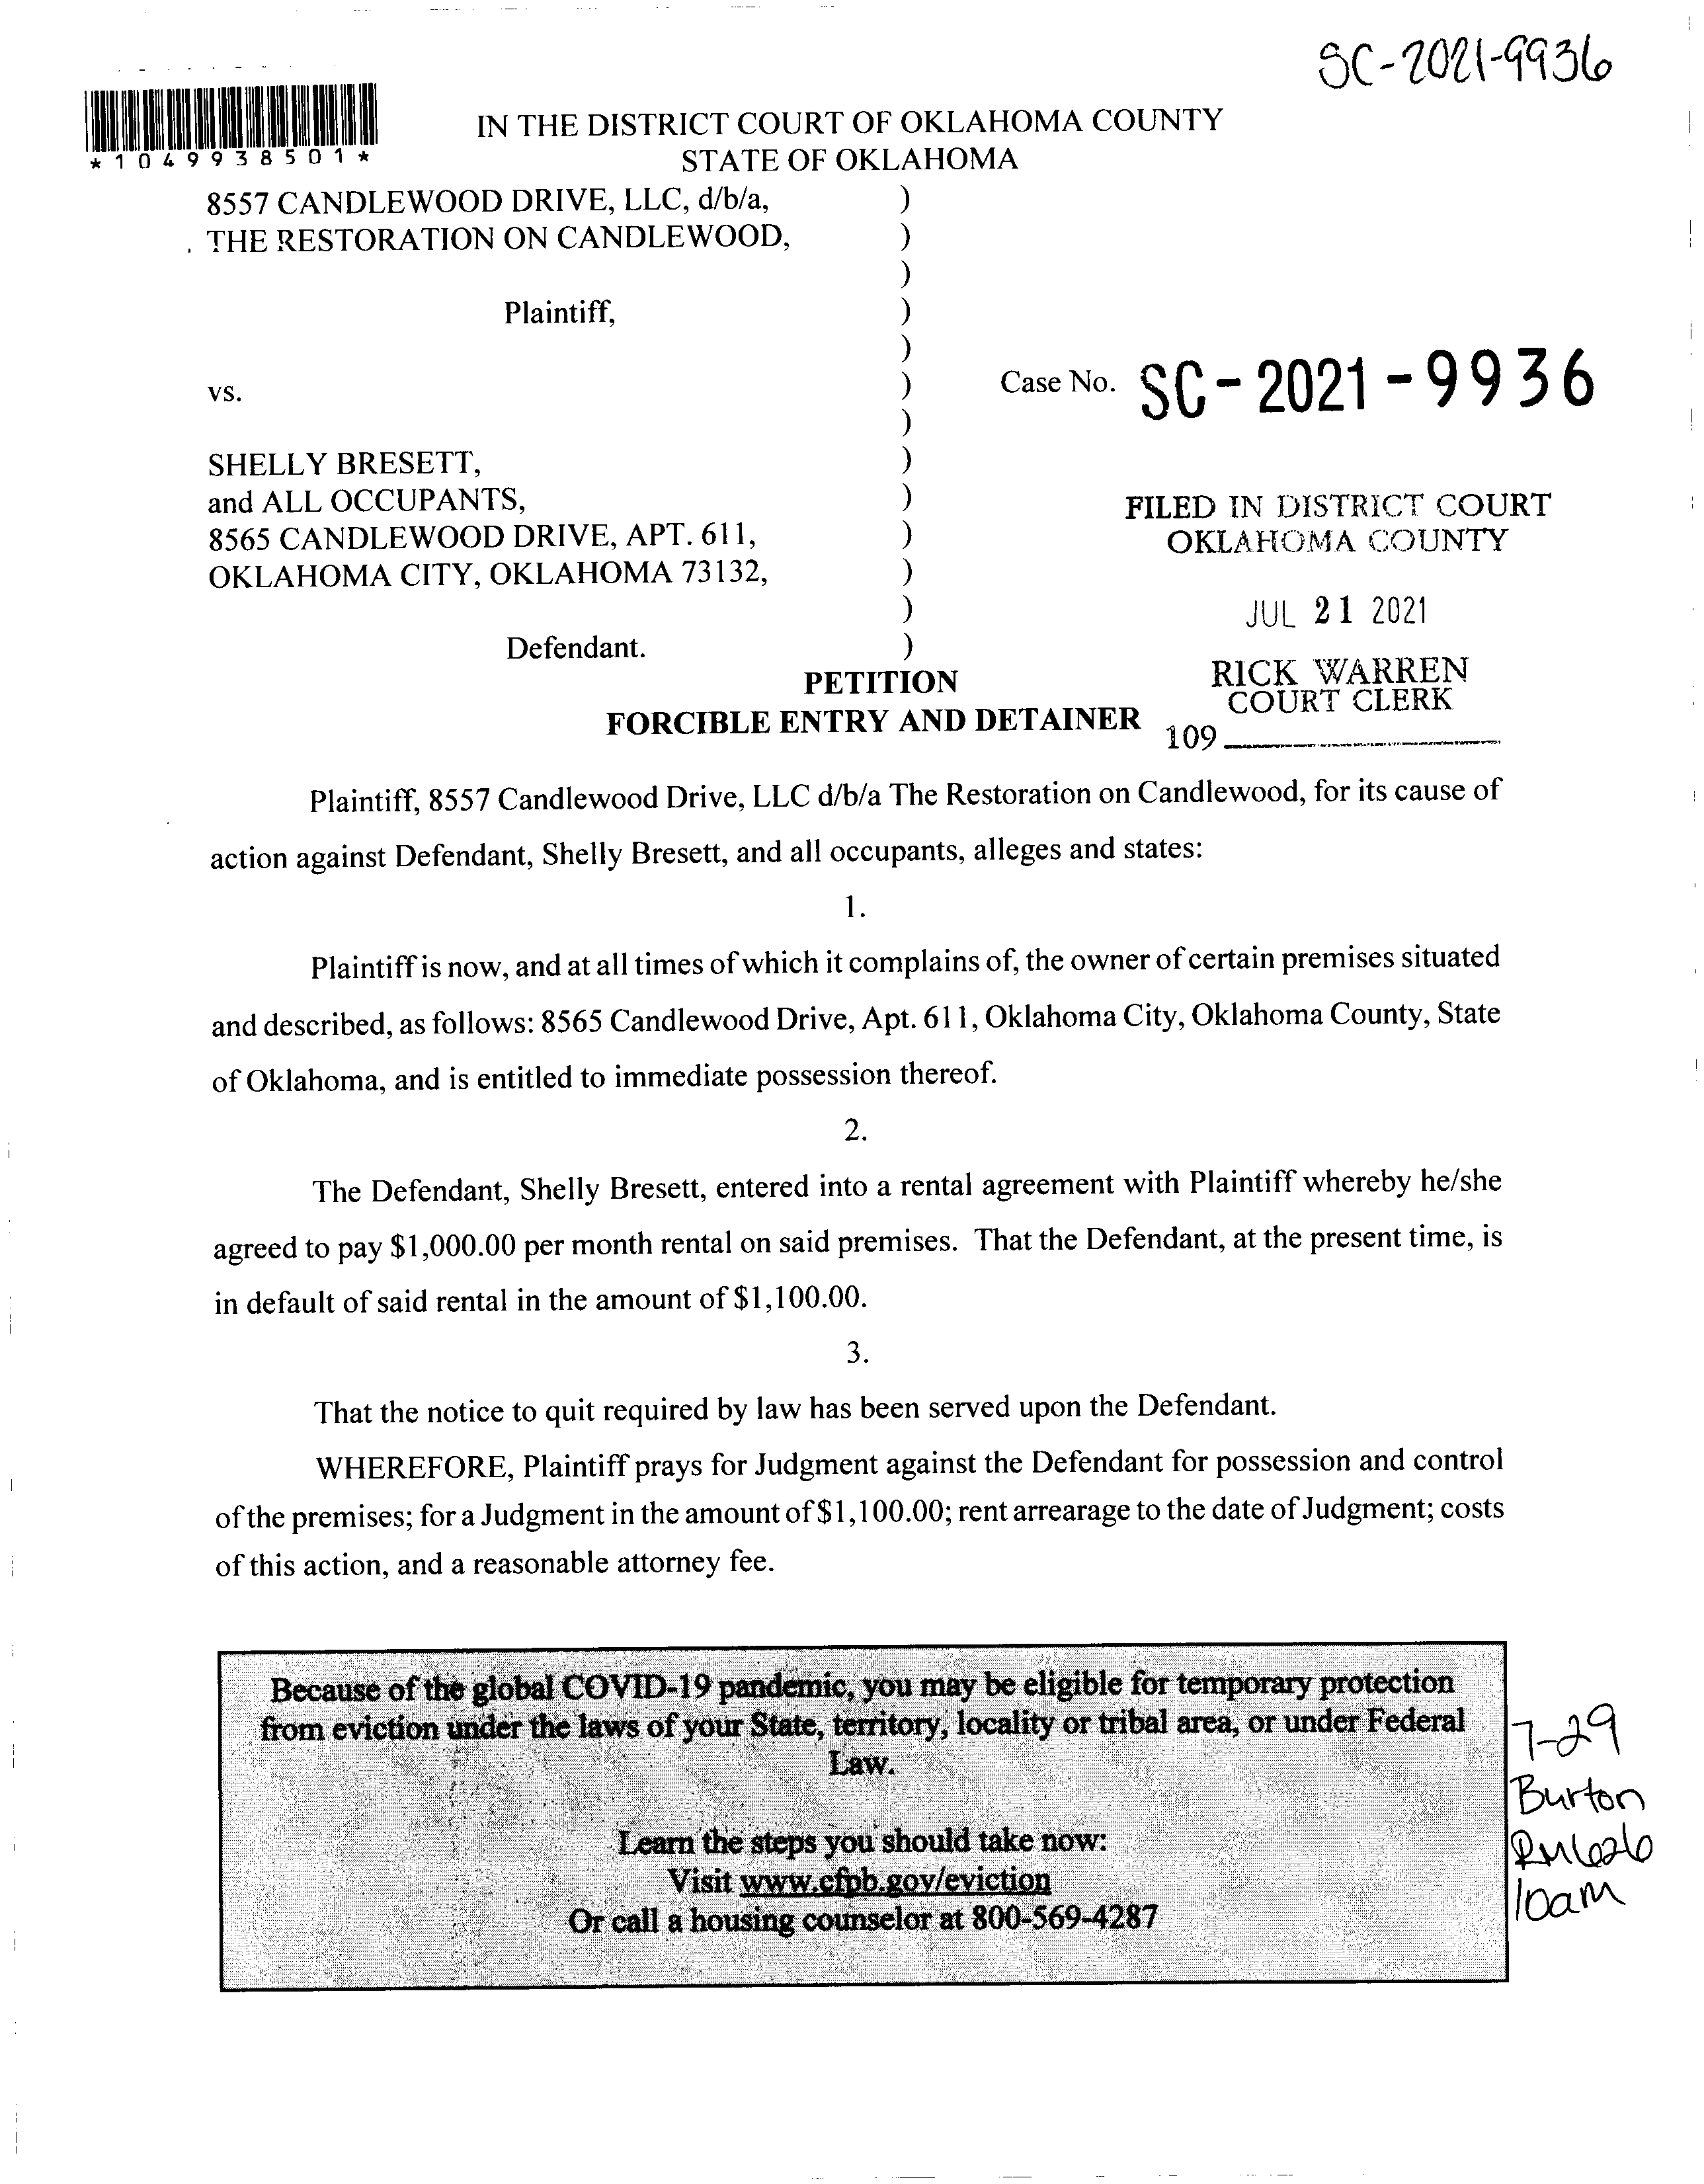 SC-2021-9936
*1049938501*
IN THE DISTRICT COURT OF OKLAHOMA COUNTY
STATE OF OKLAHOMA
8557 CANDLEWOOD DRIVE, LLC, d/b/a, )
THE RESTORATION ON CANDLEWOOD, )
)
Plaintiff, )
)
vs. ) Case No. SC-2021-9936
)
SHELLY BRESETT, )
and ALL OCCUPANTS, ) FILED IN DISTRICT COURT
8565 CANDLEWOOD DRIVE, APT. 611, ) OKLAHOMA COUNTY
OKLAHOMA CITY, OKLAHOMA 73132, )
) JUL 21 2021
Defendant. )
PETITION RICK WARREN
COURT CLERK
FORCIBLE ENTRY AND DETAINER 109
Plaintiff, 8557 Candlewood Drive, LLC d/b/a The Restoration on Candlewood, for its cause of
action against Defendant, Shelly Bresett, and all occupants, alleges and states:
1.
Plaintiff is now, and at all times of which it complains of, the owner of certain premises situated
and described, as follows: 8565 Candlewood Drive, Apt. 611, Oklahoma City, Oklahoma County, State
of Oklahoma, and is entitled to immediate possession thereof.
2.
The Defendant, Shelly Bresett, entered into a rental agreement with Plaintiff whereby he/she
agreed to pay $1,000.00 per month rental on said premises. That the Defendant, at the present time, is
in default of said rental in the amount of $1,100.00.
3.
That the notice to quit required by law has been served upon the Defendant.
WHEREFORE, Plaintiff prays for Judgment against the Defendant for possession and control
of the premises; for a Judgment in the amount of $1,100.00; rent arrearage to the date of Judgment; costs
of this action, and a reasonable attorney fee.
Because of the global COVID-19 pandemic, you may be eligible for temporary protection
from eviction under the laws of your State, territory, locality or tribal area, or under Federal
Law.
Learn the steps you should take now:
Visit www.cfpb.gov/eviction
Or call a housing counselor at 800-569-4287
7-29
Burton
RM626
10am